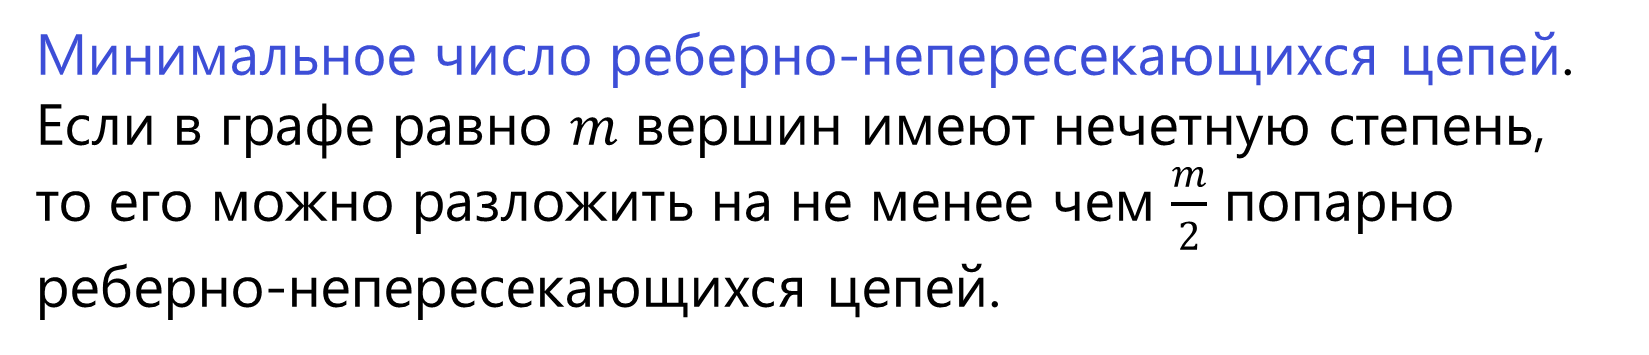 Минимальное число реберно-непересекающихся цепей.
Если в графе равно m вершин имеют нечетную степень,
то его можно разложить на не менее чем m/2 попарно
реберно-непересекающихся цепей.